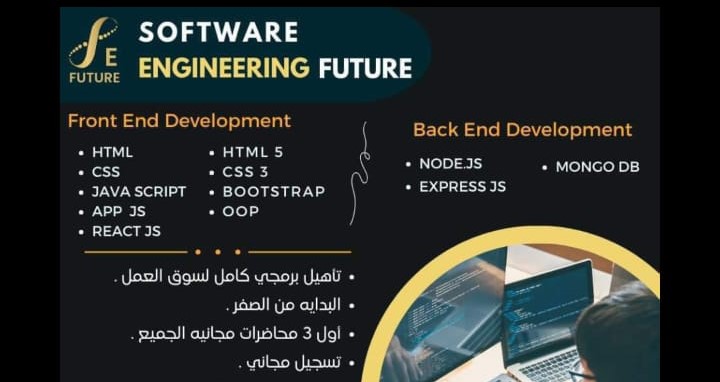 FE
FUTURE
SOFTWARE
ENGINEERING FUTURE
Front End Development
HTML
CSS
JAVA SCRIPT
APP JS
REACT JS
HTML 5
CSS 3
BOOTSTRAP
OOP
Back End Development
NODE.JS
EXPRESS JS
MONGO DB
تأهيل برمجي كامل لسوق العمل .
البدايه من الصفر .
أول 3 محاضرات مجانيه الجميع .
تسجيل مجاني .